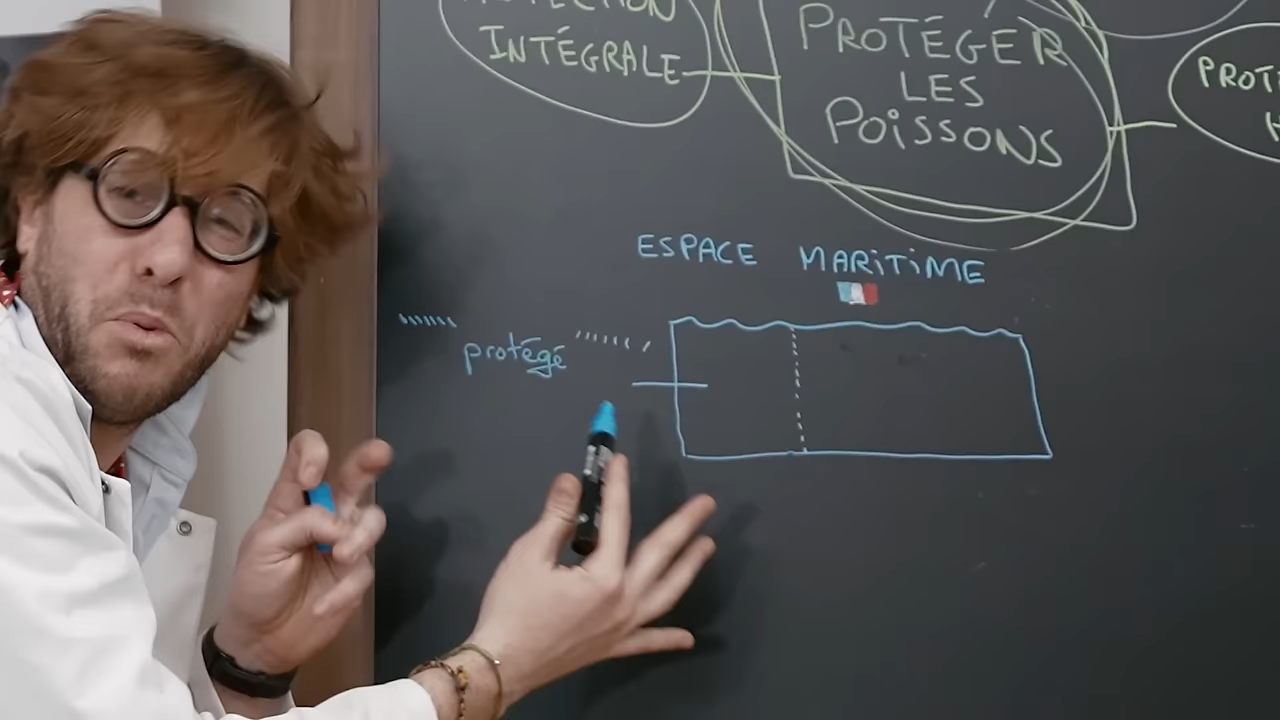 INTÉGRALE
PROTÉGER
LES
POISSONS
ESPACE MARITIME
protégé